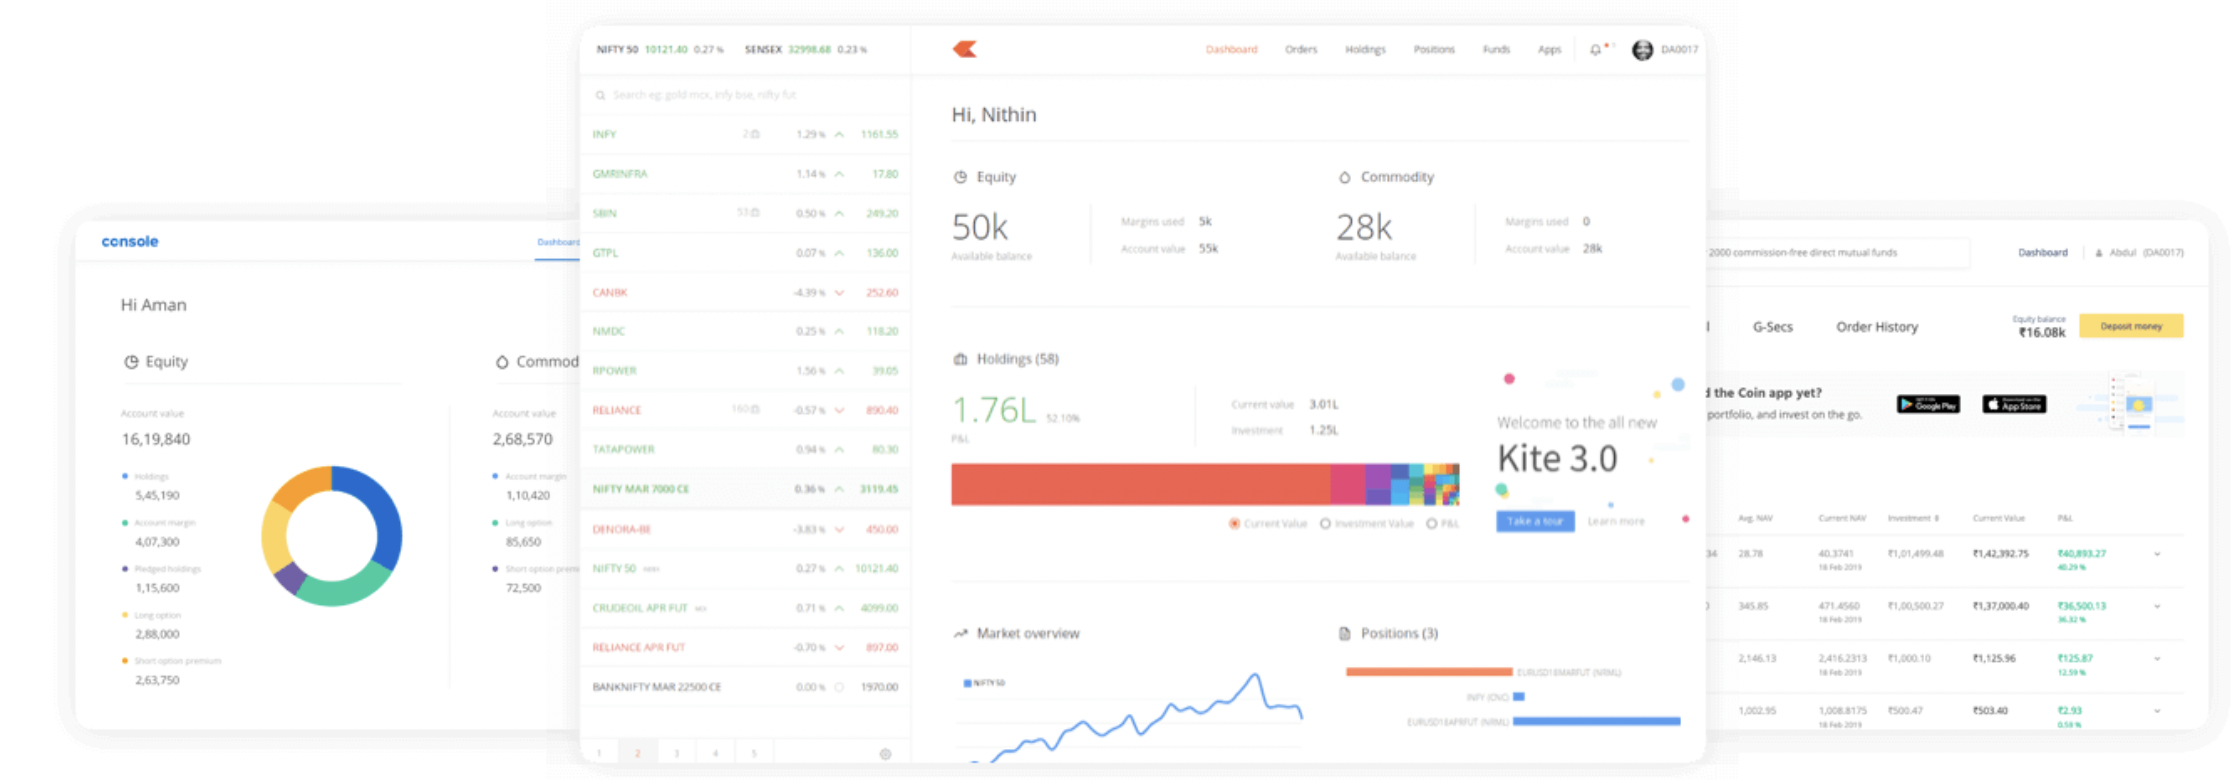 console
Dashboard
Hi Aman
Equity
Commod
Account value
16,19,840
Account value
2,68,570
Holdings
5,45,190
Account margin
1,10,420
Account margin
4,07,300
Long option
85,650
Pledged holdings
1,15,600
Short option prem
72,500
Long option
2,88,000
Short option premium
2,63,750
NIFTY 50 10121.40 0.27 % SENSEX 32998.68 0.23 %
Search eg: gold mcx, infy bse, nifty fut
INFY 2 1.29 % 1161.55
GMRINFRA 1.14 % 17.80
SBIN 53 0.50 % 249.20
GTPL 0.07 % 136.00
CANBK -4.39 % 252.60
NMDC 0.25 % 118.20
RPOWER 1.56 % 39.05
RELIANCE 160 -0.57 % 890.40
TATAPOWER 0.94 % 80.30
NIFTY MAR 7000 CE 0.36 % 3119.45
DENORA-BE -3.83 % 450.00
NIFTY 50 0.27 % 10121.40
CRUDEOIL APR FUT MCX 0.71 % 4099.00
RELIANCE APR FUT -0.70 % 897.00
BANKNIFTY MAR 22500 CE 0.00 % 1970.00
1 2 3 4 5
Dashboard Orders Holdings Positions Funds Apps DA0017
Hi, Nithin
Equity
50k
Available balance
Margins used 5k
Account value 55k
Commodity
28k
Available balance
Margins used 0
Account value 28k
Holdings (58)
1.76L 52.10%
P&L
Current value 3.01L
Investment 1.25L
Current Value Investment Value P&L
Welcome to the all new
Kite 3.0
Take a tour Learn more
Market overview
NIFTY 50
Positions (3)
EURUSD18MARFUT (NRML)
INFY (CNC)
EURUSD18APRFUT (NRML)
2000 commission-free direct mutual funds
Dashboard Abdul (DA0017)
G-Secs Order History
Equity balance
₹16.08k
Deposit money
the Coin app yet?
portfolio, and invest on the go.
Google Play
App Store
Avg. NAV Current NAV Investment Current Value P&L
34 28.78 40.3741 ₹1,01,499.48 ₹1,42,392.75 ₹40,893.27
18 Feb 2019 40.29 %
345.85 471.4560 ₹1,00,500.27 ₹1,37,000.40 ₹36,500.13
18 Feb 2019 36.32 %
2,146.13 2,416.2313 ₹1,000.10 ₹1,125.96 ₹125.87
18 Feb 2019 12.59 %
1,002.95 1,008.8175 ₹500.47 ₹503.40 ₹2.93
18 Feb 2019 0.58 %